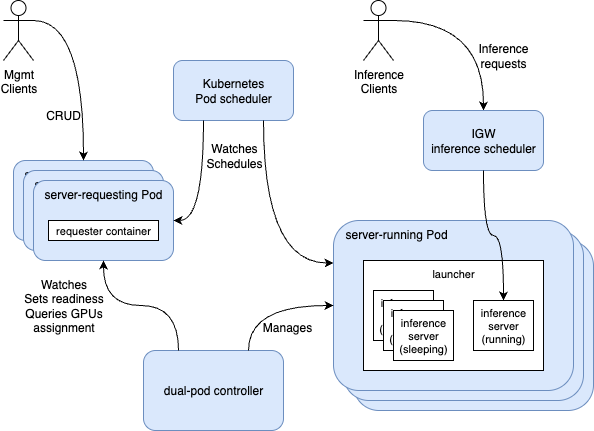 Mgmt
Clients
Inference
Clients
Inference
requests
CRUD
Kubernetes
Pod scheduler
IGW
inference scheduler
Watches
Schedules
server-requesting Pod
requester container
server-running Pod
launcher
inference
server
(sleeping)
inference
server
(running)
Watches
Sets readiness
Queries GPUs
assignment
Manages
dual-pod controller